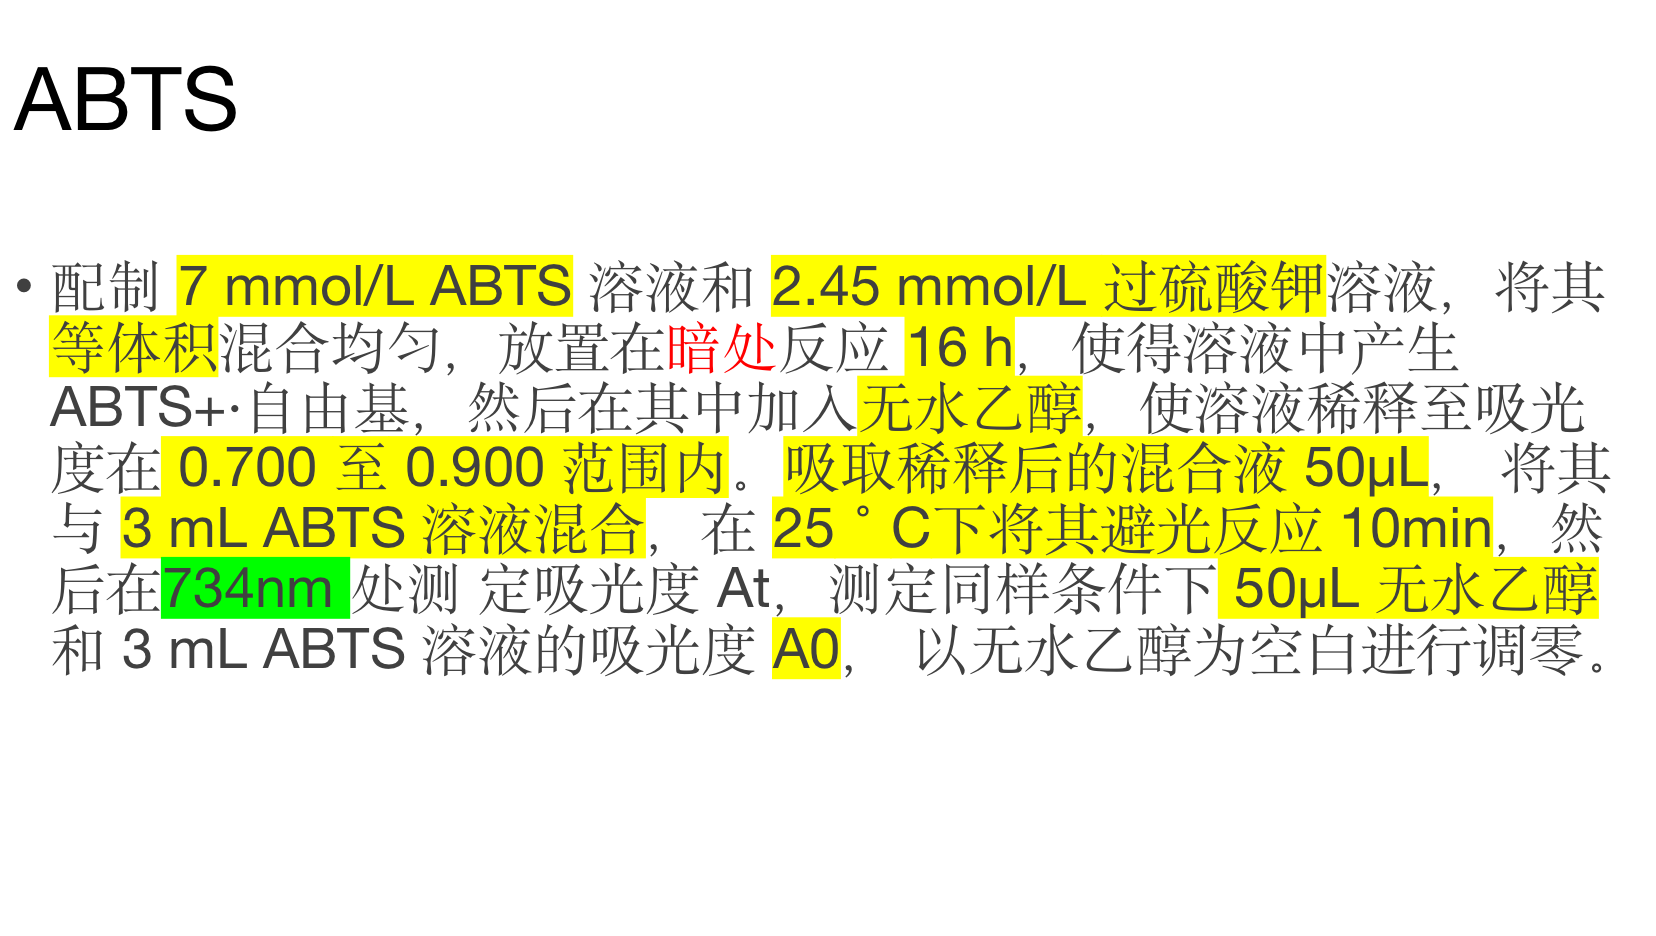 ABTS
• 配制 7 mmol/L ABTS 溶液和 2.45 mmol/L 过硫酸钾溶液，将其
等体积混合均匀，放置在暗处反应 16 h，使得溶液中产生
ABTS+·自由基，然后在其中加入无水乙醇，使溶液稀释至吸光
度在 0.700 至 0.900 范围内。吸取稀释后的混合液 50μL， 将其
与 3 mL ABTS 溶液混合，在 25 ˚ C下将其避光反应 10min，然
后在734nm 处测 定吸光度 At，测定同样条件下 50μL 无水乙醇
和 3 mL ABTS 溶液的吸光度 A0， 以无水乙醇为空白进行调零。